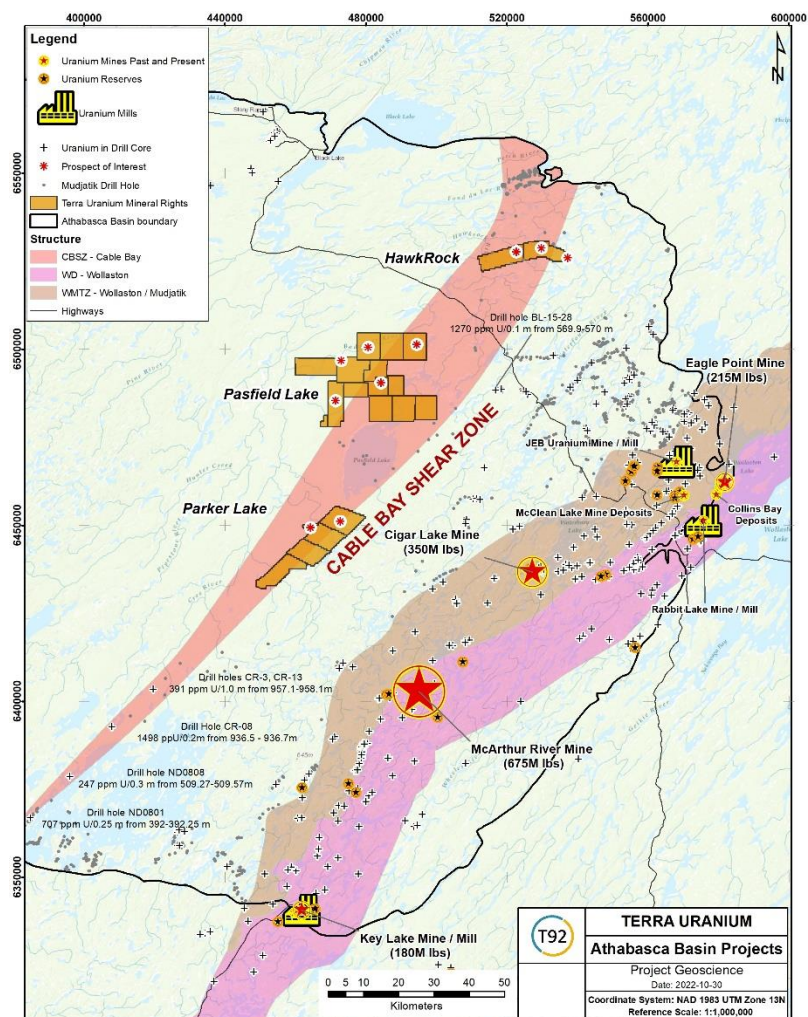 400000
440000
480000
520000
560000
600000
Legend
Uranium Mines Past and Present
Uranium Reserves
Uranium Mills
Uranium in Drill Core
Prospect of Interest
Mudjatik Drill Hole
Terra Uranium Mineral Rights
Athabasca Basin boundary
Structure
CBSZ - Cable Bay
WD - Wollaston
WMTZ - Wollaston / Mudjatik
Highways
N
Black Lake
Black Lake
6550000
HawkRock
Drill hole BL-15-28
1270 ppm U/0.1 m from 569.9-570 m
6500000
Eagle Point Mine
(215M lbs)
Pasfield Lake
JEB Uranium Mine / Mill
Pasfield Lake
CABLE BAY SHEAR ZONE
McClean Lake Mine Deposits
Collins Bay
Deposits
Parker Lake
Cigar Lake Mine
(350M lbs)
6450000
Rabbit Lake Mine / Mill
Drill holes CR-3, CR-13
391 ppm U/1.0 m from 957.1-958.1m
6400000
Drill Hole CR-08
1498 ppU/0.2m from 936.5 - 936.7m
McArthur River Mine
(675M lbs)
Drill hole ND0808
247 ppm U/0.3 m from 509.27-509.57m
Drill hole ND0801
707 ppm U/0.25 m from 392-392.25 m
6350000
Key Lake Mine / Mill
(180M lbs)
0 5 10 20 30 40 50
Kilometers
T92
TERRA URANIUM
Athabasca Basin Projects
Project Geoscience
Date: 2022-10-30
Coordinate System: NAD 1983 UTM Zone 13N
Reference Scale: 1:1,000,000